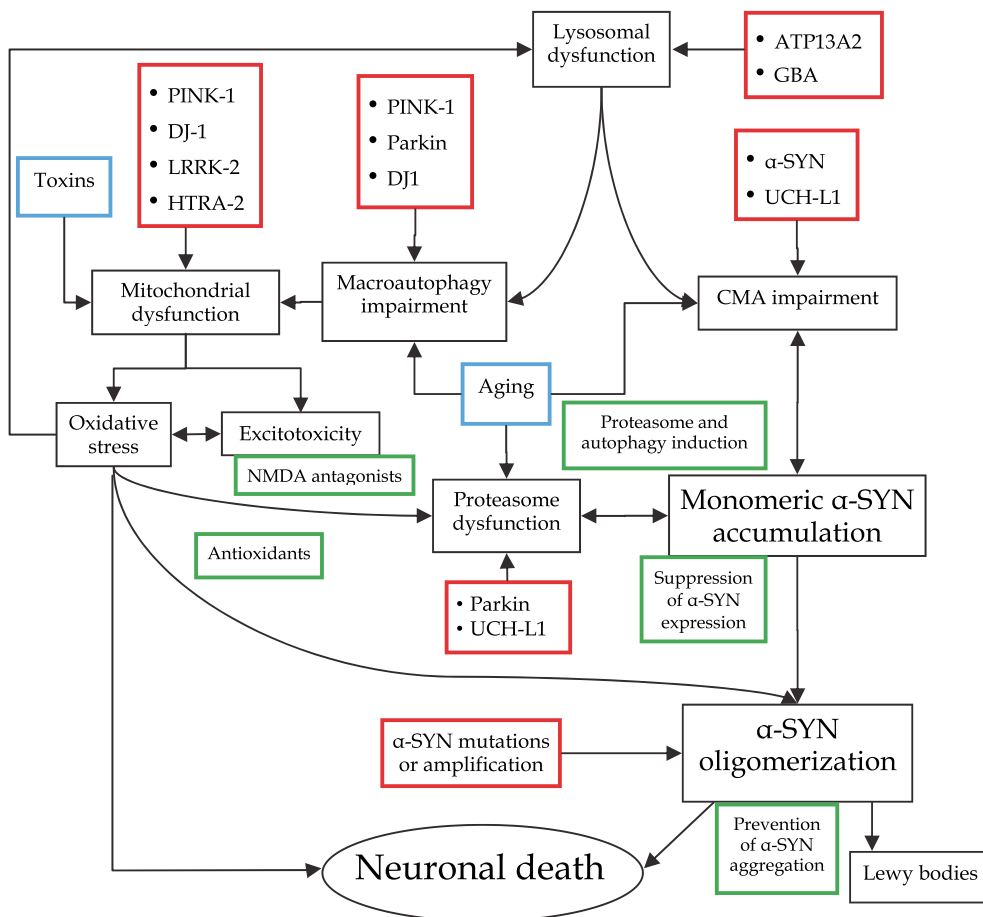 Lysosomal
dysfunction
• ATP13A2
• GBA
• PINK-1
• DJ-1
• LRRK-2
• HTRA-2
• PINK-1
• Parkin
• DJ1
• α-SYN
• UCH-L1
Toxins
Mitochondrial
dysfunction
Macroautophagy
impairment
CMA impairment
Aging
Oxidative
stress
Excitotoxicity
NMDA antagonists
Proteasome and
autophagy induction
Proteasome
dysfunction
Monomeric α-SYN
accumulation
Antioxidants
Suppression
of α-SYN
expression
• Parkin
• UCH-L1
α-SYN mutations
or amplification
α-SYN
oligomerization
Prevention
of α-SYN
aggregation
Neuronal death
Lewy bodies